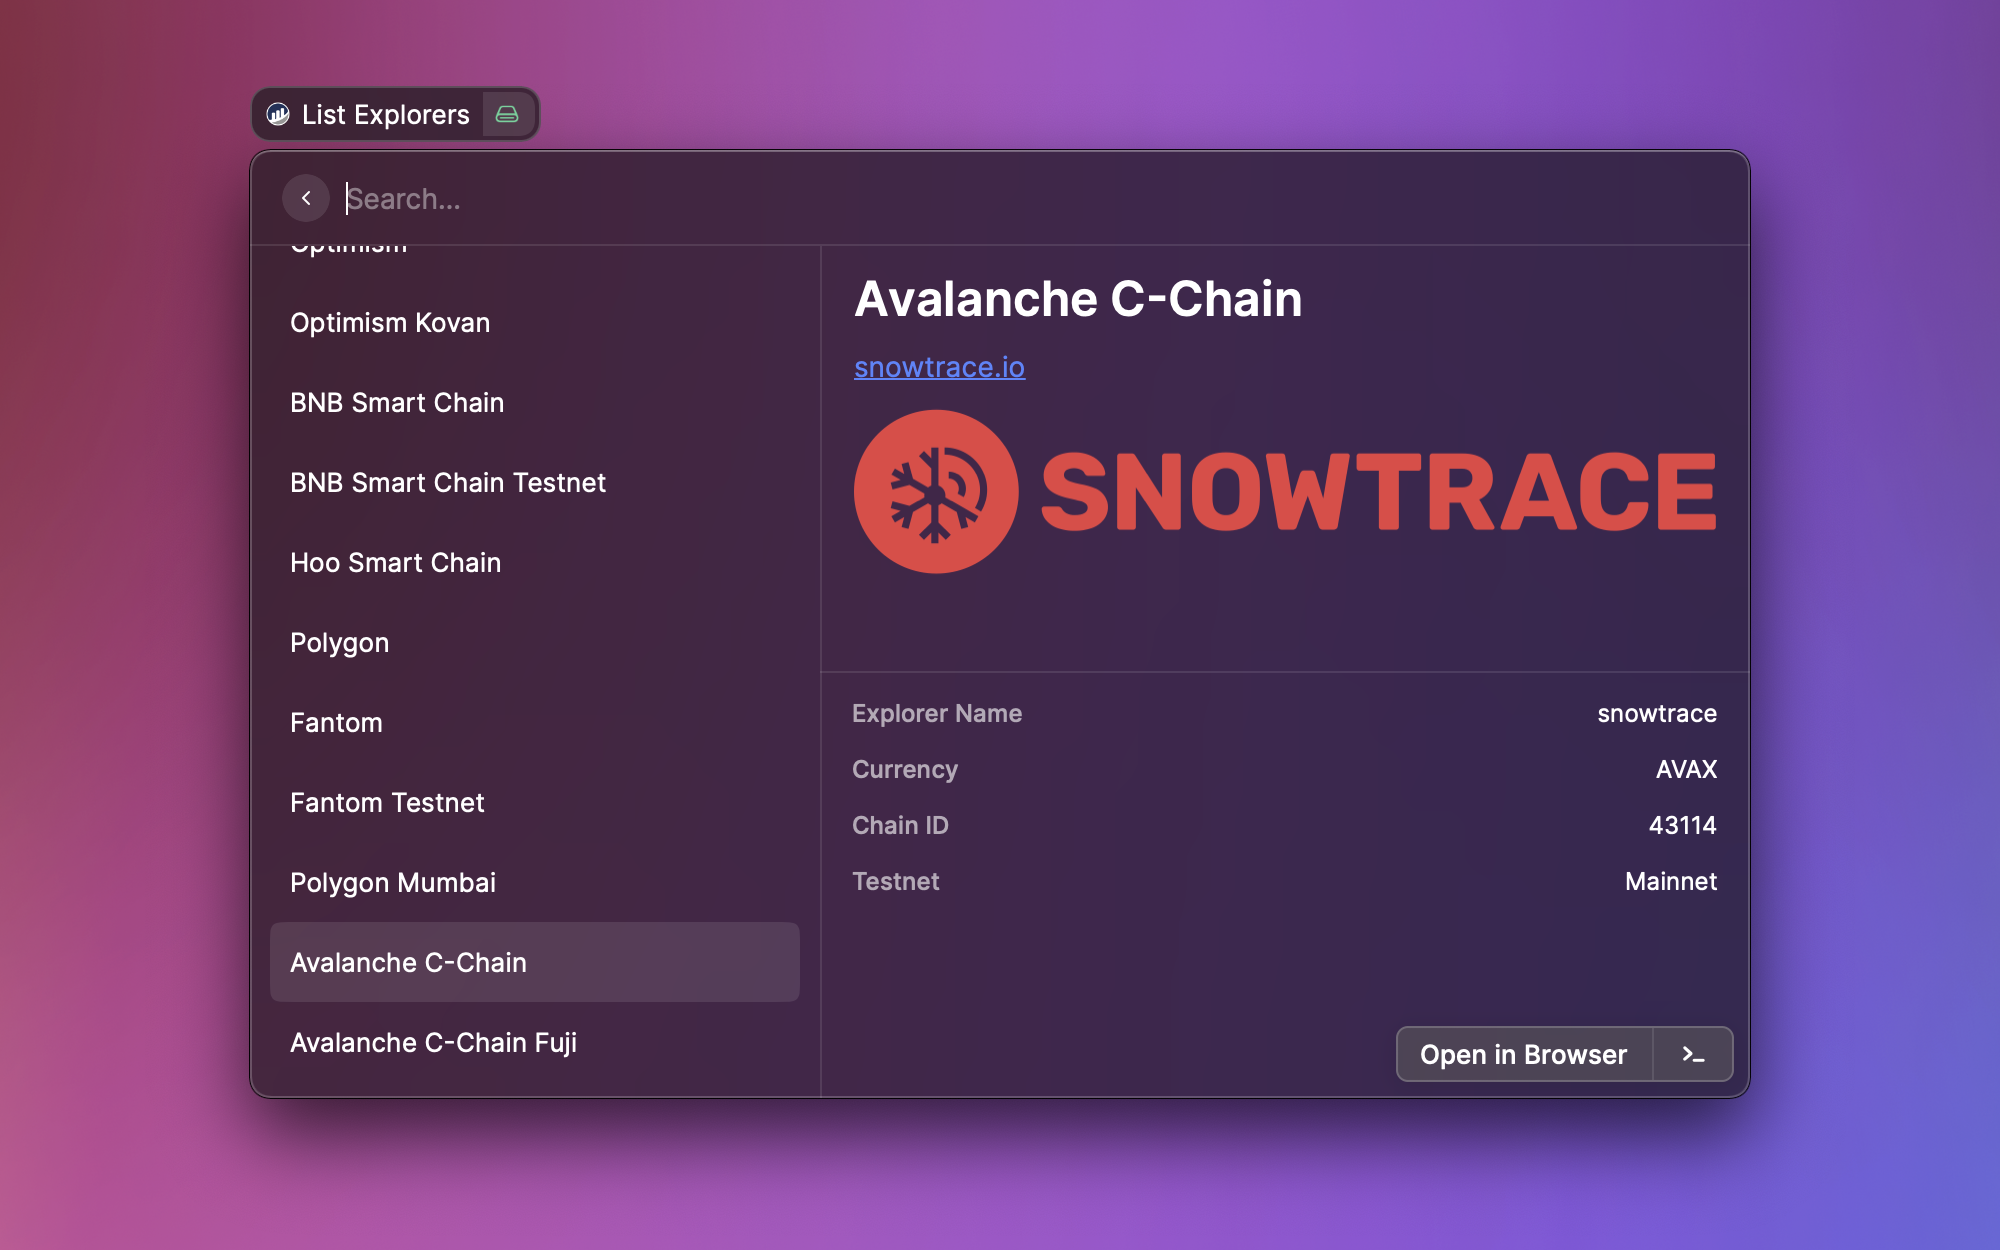 List Explorers
Search...
Optimism
Optimism Kovan
BNB Smart Chain
BNB Smart Chain Testnet
Hoo Smart Chain
Polygon
Fantom
Fantom Testnet
Polygon Mumbai
Avalanche C-Chain
Avalanche C-Chain Fuji
Avalanche C-Chain
snowtrace.io
SNOWTRACE
Explorer Name snowtrace
Currency AVAX
Chain ID 43114
Testnet Mainnet
Open in Browser